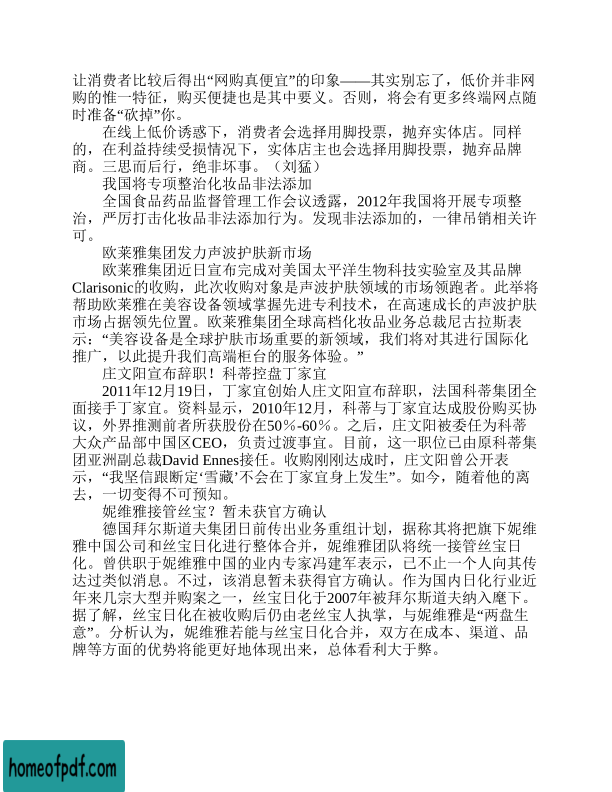 让消费者比较后得出“网购真便宜”的印象——其实别忘了，低价并非网
购的惟一特征，购买便捷也是其中要义。否则，将会有更多终端网点随
时准备“砍掉”你。
在线上低价诱惑下，消费者会选择用脚投票，抛弃实体店。同样
的，在利益持续受损情况下，实体店主也会选择用脚投票，抛弃品牌
商。三思而后行，绝非坏事。（刘猛）
我国将专项整治化妆品非法添加
全国食品药品监督管理工作会议透露，2012年我国将开展专项整
治，严厉打击化妆品非法添加行为。发现非法添加的，一律吊销相关许
可。
欧莱雅集团发力声波护肤新市场
欧莱雅集团近日宣布完成对美国太平洋生物科技实验室及其品牌
Clarisonic的收购，此次收购对象是声波护肤领域的市场领跑者。此举将
帮助欧莱雅在美容设备领域掌握先进专利技术，在高速成长的声波护肤
市场占据领先位置。欧莱雅集团全球高档化妆品业务总裁尼古拉斯表
示：“美容设备是全球护肤市场重要的新领域，我们将对其进行国际化
推广，以此提升我们高端柜台的服务体验。”
庄文阳宣布辞职！科蒂控盘丁家宜
2011年12月19日，丁家宜创始人庄文阳宣布辞职，法国科蒂集团全
面接手丁家宜。资料显示，2010年12月，科蒂与丁家宜达成股份购买协
议，外界推测前者所获股份在50％-60％。之后，庄文阳被委任为科蒂
大众产品部中国区CEO，负责过渡事宜。目前，这一职位已由原科蒂集
团亚洲副总裁David Ennes接任。收购刚刚达成时，庄文阳曾公开表
示，“我坚信跟断定‘雪藏’不会在丁家宜身上发生”。如今，随着他的离
去，一切变得不可预知。
妮维雅接管丝宝？暂未获官方确认
德国拜尔斯道夫集团日前传出业务重组计划，据称其将把旗下妮维
雅中国公司和丝宝日化进行整体合并，妮维雅团队将统一接管丝宝日
化。曾供职于妮维雅中国的业内专家冯建军表示，已不止一个人向其传
达过类似消息。不过，该消息暂未获得官方确认。作为国内日化行业近
年来几宗大型并购案之一，丝宝日化于2007年被拜尔斯道夫纳入麾下。
据了解，丝宝日化在被收购后仍由老丝宝人执掌，与妮维雅是“两盘生
意”。分析认为，妮维雅若能与丝宝日化合并，双方在成本、渠道、品
牌等方面的优势将能更好地体现出来，总体看利大于弊。
homeofpdf.com